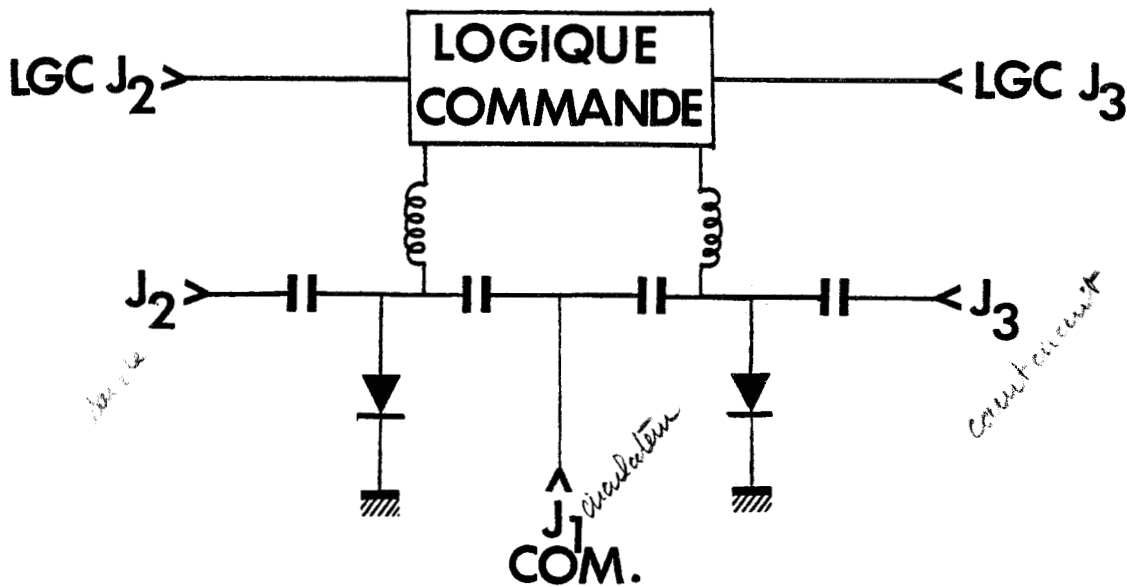 LOGIQUE
COMMANDE
LGC J2
LGC J3
J2
J3
court circuit
circulateur
J1
COM.